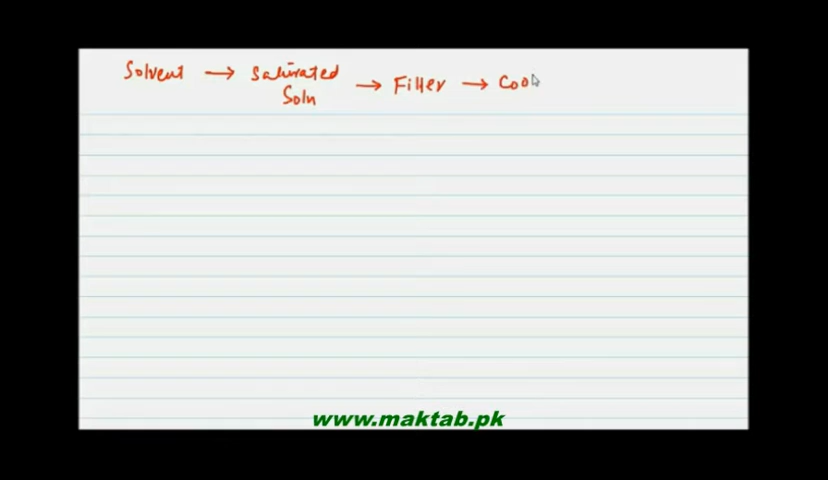 Solvent → Saturated Soln → Filter → Coo
www.maktab.pk